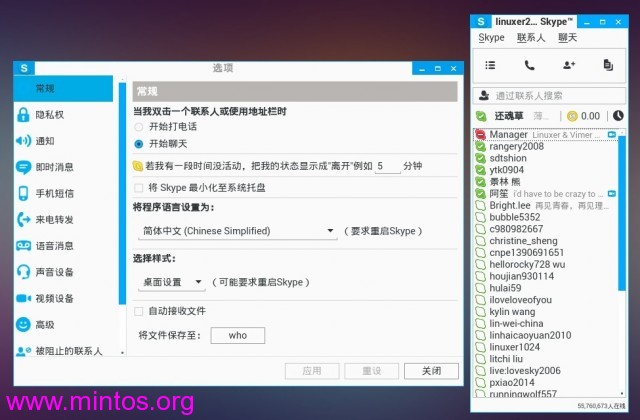 S 选项
常规
隐私权
通知
即时消息
手机短信
来电转发
语音消息
声音设备
视频设备
高级
被阻止的联系人
常规
当我双击一个联系人或使用地址栏时
开始打电话
开始聊天
若我有一段时间没活动，把我的状态显示成"离开"例如 5 分钟
将 Skype 最小化至系统托盘
将程序语言设置为：
简体中文 (Chinese Simplified) （要求重启Skype）
选择样式：
桌面设置 （可能要求重启Skype）
自动接收文件
将文件保存至： who
应用 重设 关闭
S linuxer2... Skype™
Skype 联系人 聊天
通过联系人搜索
还魂草 薄... 0.00
Manager Linuxer & Vimer ...
rangery2008
sdtshion
ytk0904
景林 熊
阿笙 i'd have to be crazy to ...
Bright.lee 再见青春，再见理...
bubble5352
c980982667
christine_sheng
cnpe1390691651
hellorocky728 wu
houjian930114
hulai59
iloveloveofyou
kylin wang
lin-wei-china
linhaicaoyuan2010
linuxer1024
litchi liu
live:lovesky2006
pxiao2014
runningwolf557
55,760,673人在线
www.mintos.org